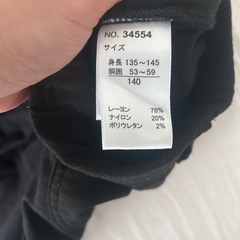 NO. 34554
サイズ
身長 135~145
胴囲 53~59
140
レーヨン 78%
ナイロン 20%
ポリウレタン 2%